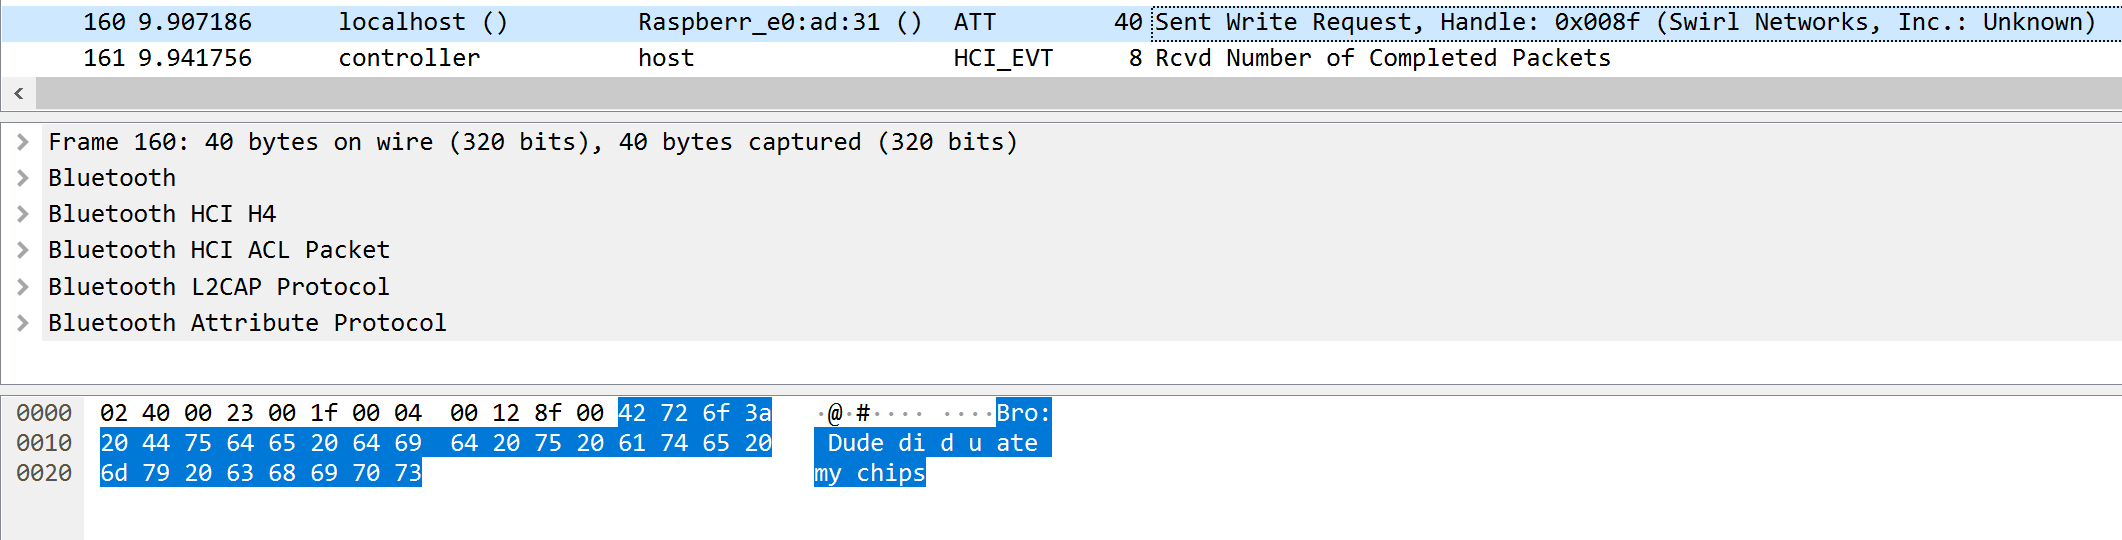 160 9.907186 localhost () Raspberr_e0:ad:31 () ATT 40 Sent Write Request, Handle: 0x008f (Swirl Networks, Inc.: Unknown)
161 9.941756 controller host HCI_EVT 8 Rcvd Number of Completed Packets
Frame 160: 40 bytes on wire (320 bits), 40 bytes captured (320 bits)
Bluetooth
Bluetooth HCI H4
Bluetooth HCI ACL Packet
Bluetooth L2CAP Protocol
Bluetooth Attribute Protocol
0000 02 40 00 23 00 1f 00 04 00 12 8f 00 42 72 6f 3a ·@·#···· ····Bro:
0010 20 44 75 64 65 20 64 69 64 20 75 20 61 74 65 20 Dude di d u ate
0020 6d 79 20 63 68 69 70 73 my chips